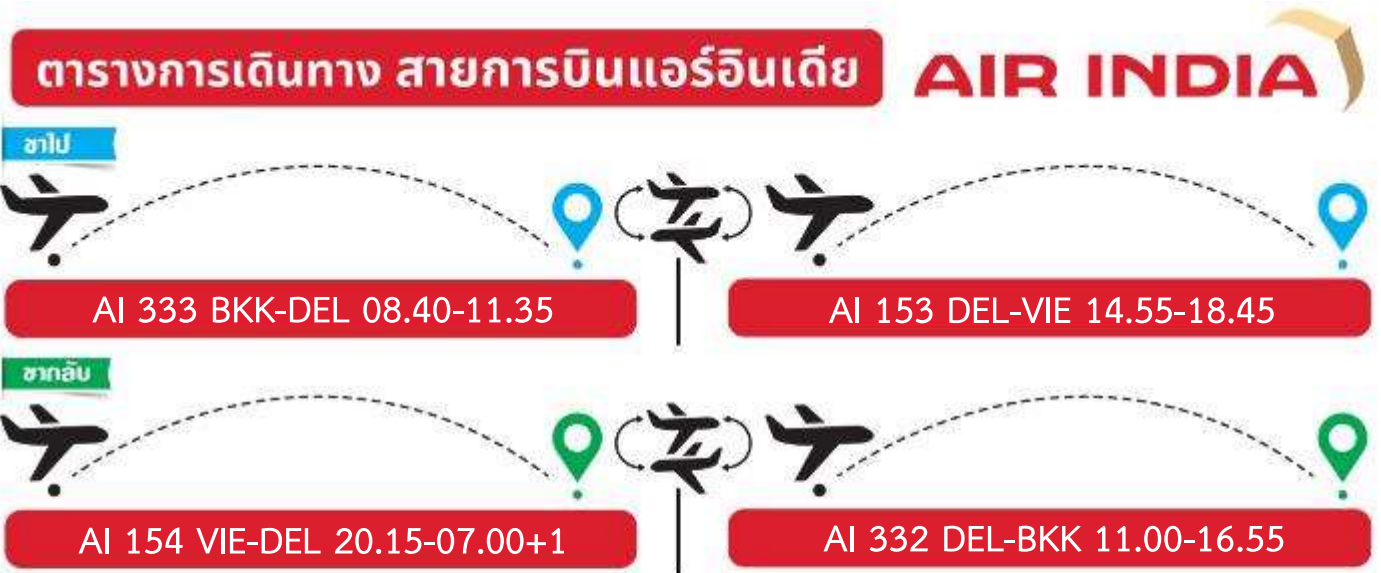 ตารางการเดินทาง สายการบินแอร์อินเดีย
AIR INDIA
ขาไป
AI 333 BKK-DEL 08.40-11.35
AI 153 DEL-VIE 14.55-18.45
ขากลับ
AI 154 VIE-DEL 20.15-07.00+1
AI 332 DEL-BKK 11.00-16.55